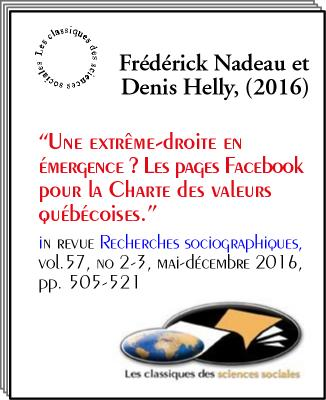 Les classiques des sciences sociales
Frédérick Nadeau et
Denis Helly, (2016)
“UNE EXTRÊME-DROITE EN
ÉMERGENCE ? LES PAGES FACEBOOK
POUR LA CHARTE DES VALEURS
QUÉBÉCOISES.”
in revue Recherches sociographiques,
vol.57, no 2-3, mai-décembre 2016,
pp. 505-521
Les classiques des sciences sociales